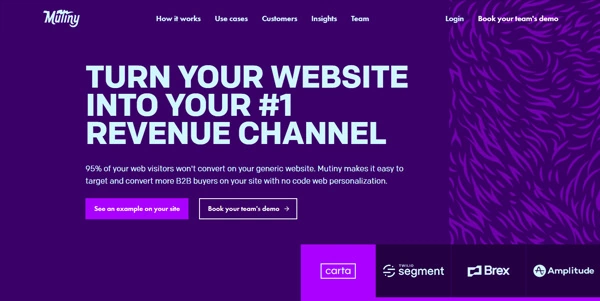 Mutiny
How it works
Use cases
Customers
Insights
Team
Login
Book your team's demo
TURN YOUR WEBSITE
INTO YOUR #1
REVENUE CHANNEL
95% of your web visitors won't convert on your generic website. Mutiny makes it easy to
target and convert more B2B buyers on your site with no code web personalization.
See an example on your site
Book your team's demo →
carta
TWILIO
segment
Brex
Amplitude